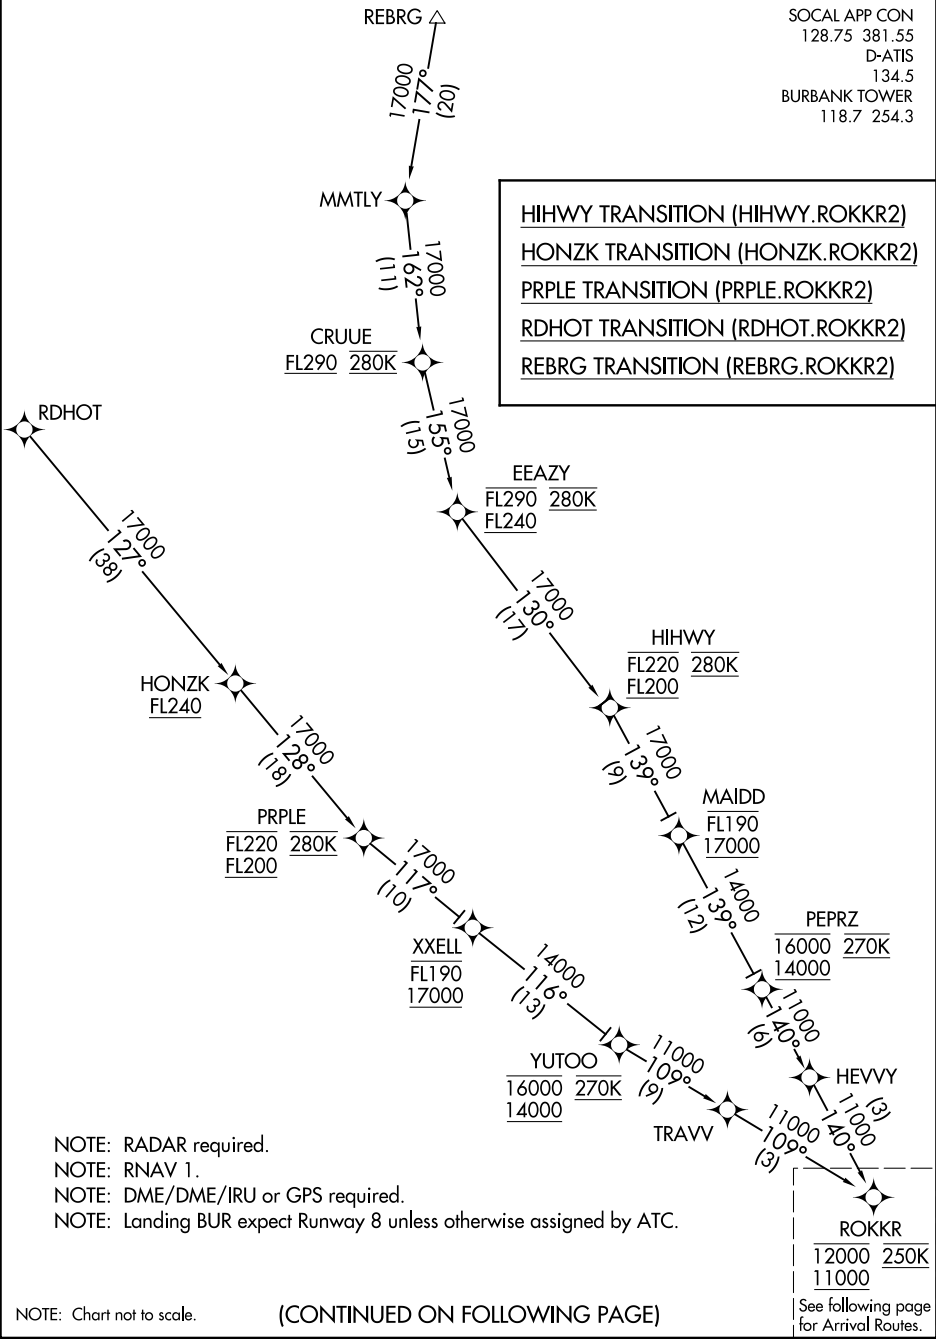 REBRG
SOCAL APP CON
128.75 381.55
D-ATIS
134.5
BURBANK TOWER
118.7 254.3
17000
177°
(20)
MMTLY
HIHWY TRANSITION (HIHWY.ROKKR2)
HONZK TRANSITION (HONZK.ROKKR2)
PRPLE TRANSITION (PRPLE.ROKKR2)
RDHOT TRANSITION (RDHOT.ROKKR2)
REBRG TRANSITION (REBRG.ROKKR2)
17000
162°
(11)
CRUUE
FL290 280K
17000
155°
(15)
RDHOT
EEAZY
FL290 280K
FL240
17000
127°
(38)
17000
130°
(17)
HIHWY
FL220 280K
FL200
HONZK
FL240
17000
128°
(18)
17000
139°
(9)
MAIDD
FL190
17000
PRPLE
FL220 280K
FL200
17000
117°
(10)
14000
139°
(12)
PEPRZ
16000 270K
14000
XXELL
FL190
17000
14000
116°
(13)
11000
140°
(6)
YUTOO
16000 270K
14000
11000
109°
(9)
HEVVY
(3)
11000
140°
TRAVV
11000
109°
(3)
NOTE: RADAR required.
NOTE: RNAV 1.
NOTE: DME/DME/IRU or GPS required.
NOTE: Landing BUR expect Runway 8 unless otherwise assigned by ATC.
ROKKR
12000 250K
11000
See following page
for Arrival Routes.
NOTE: Chart not to scale.
(CONTINUED ON FOLLOWING PAGE)